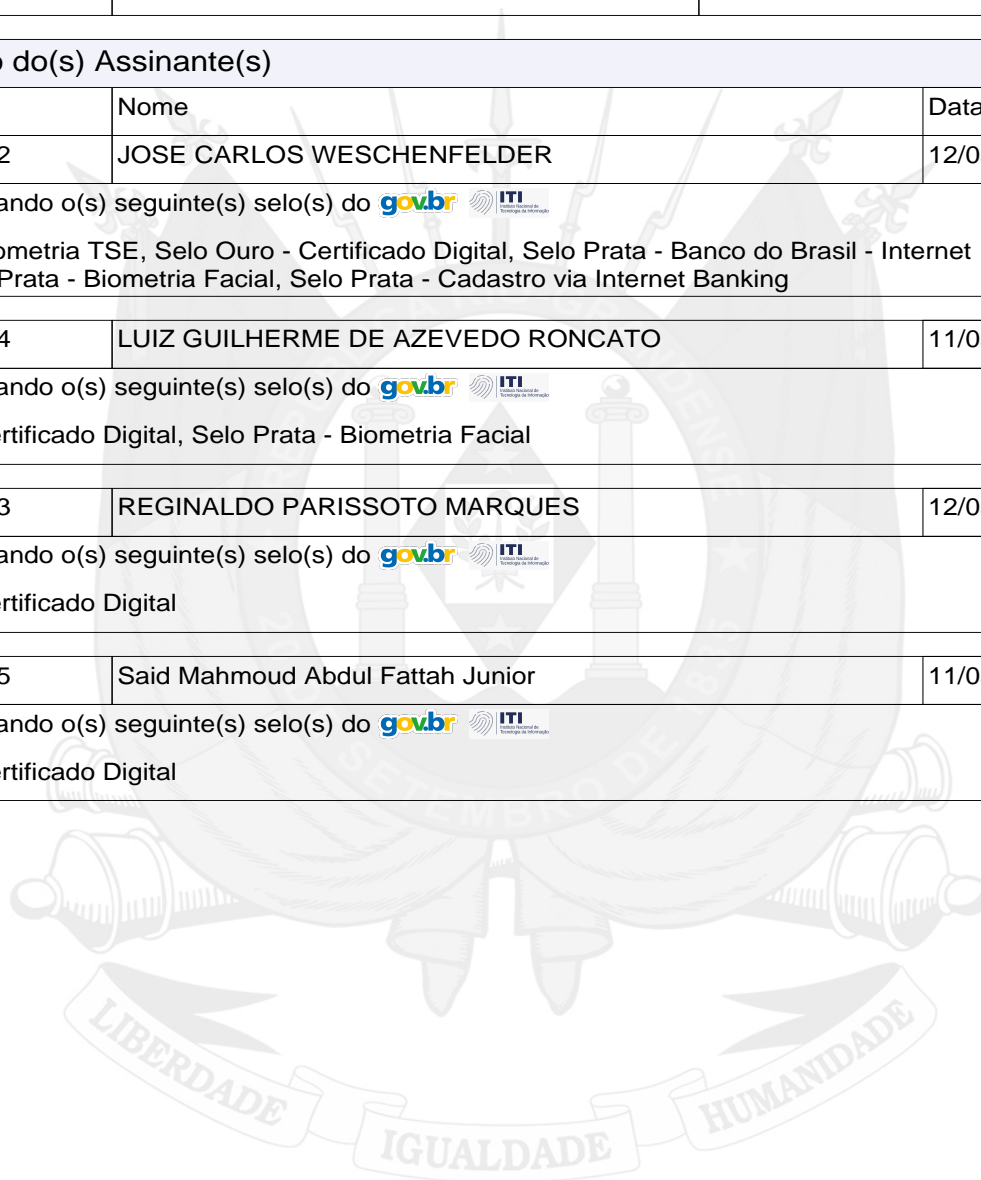 o do(s) Assinante(s)
Nome Data
2 JOSE CARLOS WESCHENFELDER 12/0
ando o(s) seguinte(s) selo(s) do gov.br ITI
ometria TSE, Selo Ouro - Certificado Digital, Selo Prata - Banco do Brasil - Internet
Prata - Biometria Facial, Selo Prata - Cadastro via Internet Banking
4 LUIZ GUILHERME DE AZEVEDO RONCATO 11/0
ando o(s) seguinte(s) selo(s) do gov.br ITI
ertificado Digital, Selo Prata - Biometria Facial
3 REGINALDO PARISSOTO MARQUES 12/0
ando o(s) seguinte(s) selo(s) do gov.br ITI
ertificado Digital
5 Said Mahmoud Abdul Fattah Junior 11/0
ando o(s) seguinte(s) selo(s) do gov.br ITI
ertificado Digital
LIBERDADE
IGUALDADE
HUMANIDADE